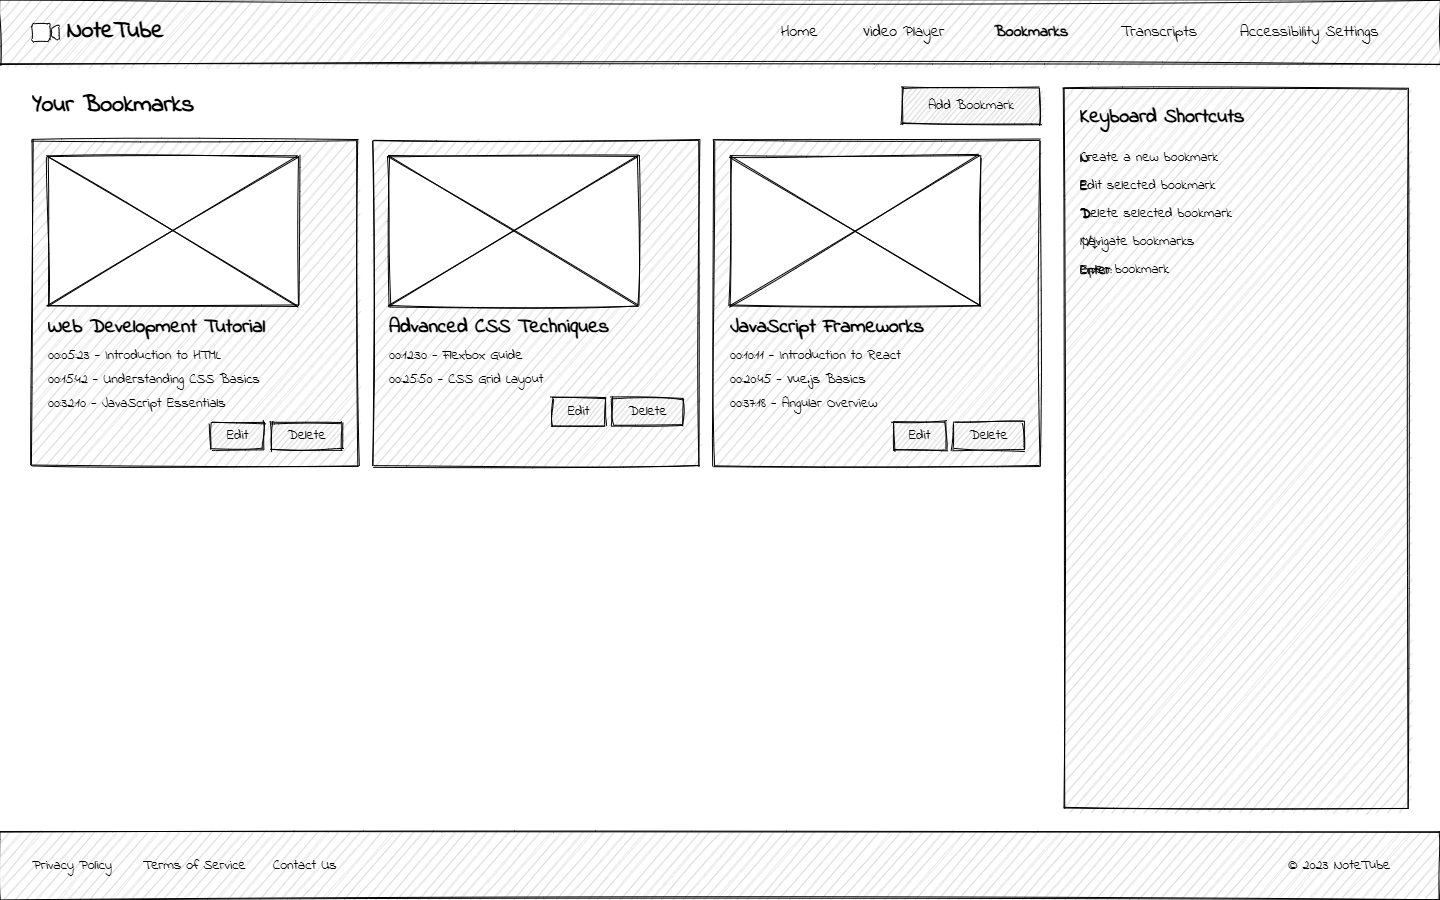 NoteTube
Home Video Player Bookmarks Transcripts Accessibility Settings
Your Bookmarks
Add Bookmark
Web Development Tutorial
00:05:23 - Introduction to HTML
00:15:42 - Understanding CSS Basics
00:32:10 - JavaScript Essentials
Edit Delete
Advanced CSS Techniques
00:12:30 - Flexbox Guide
00:25:50 - CSS Grid Layout
Edit Delete
JavaScript Frameworks
00:10:11 - Introduction to React
00:20:45 - Vue.js Basics
00:37:18 - Angular Overview
Edit Delete
Keyboard Shortcuts
Create a new bookmark
Edit selected bookmark
Delete selected bookmark
Navigate bookmarks
Enter bookmark
Privacy Policy Terms of Service Contact Us
© 2023 NoteTube